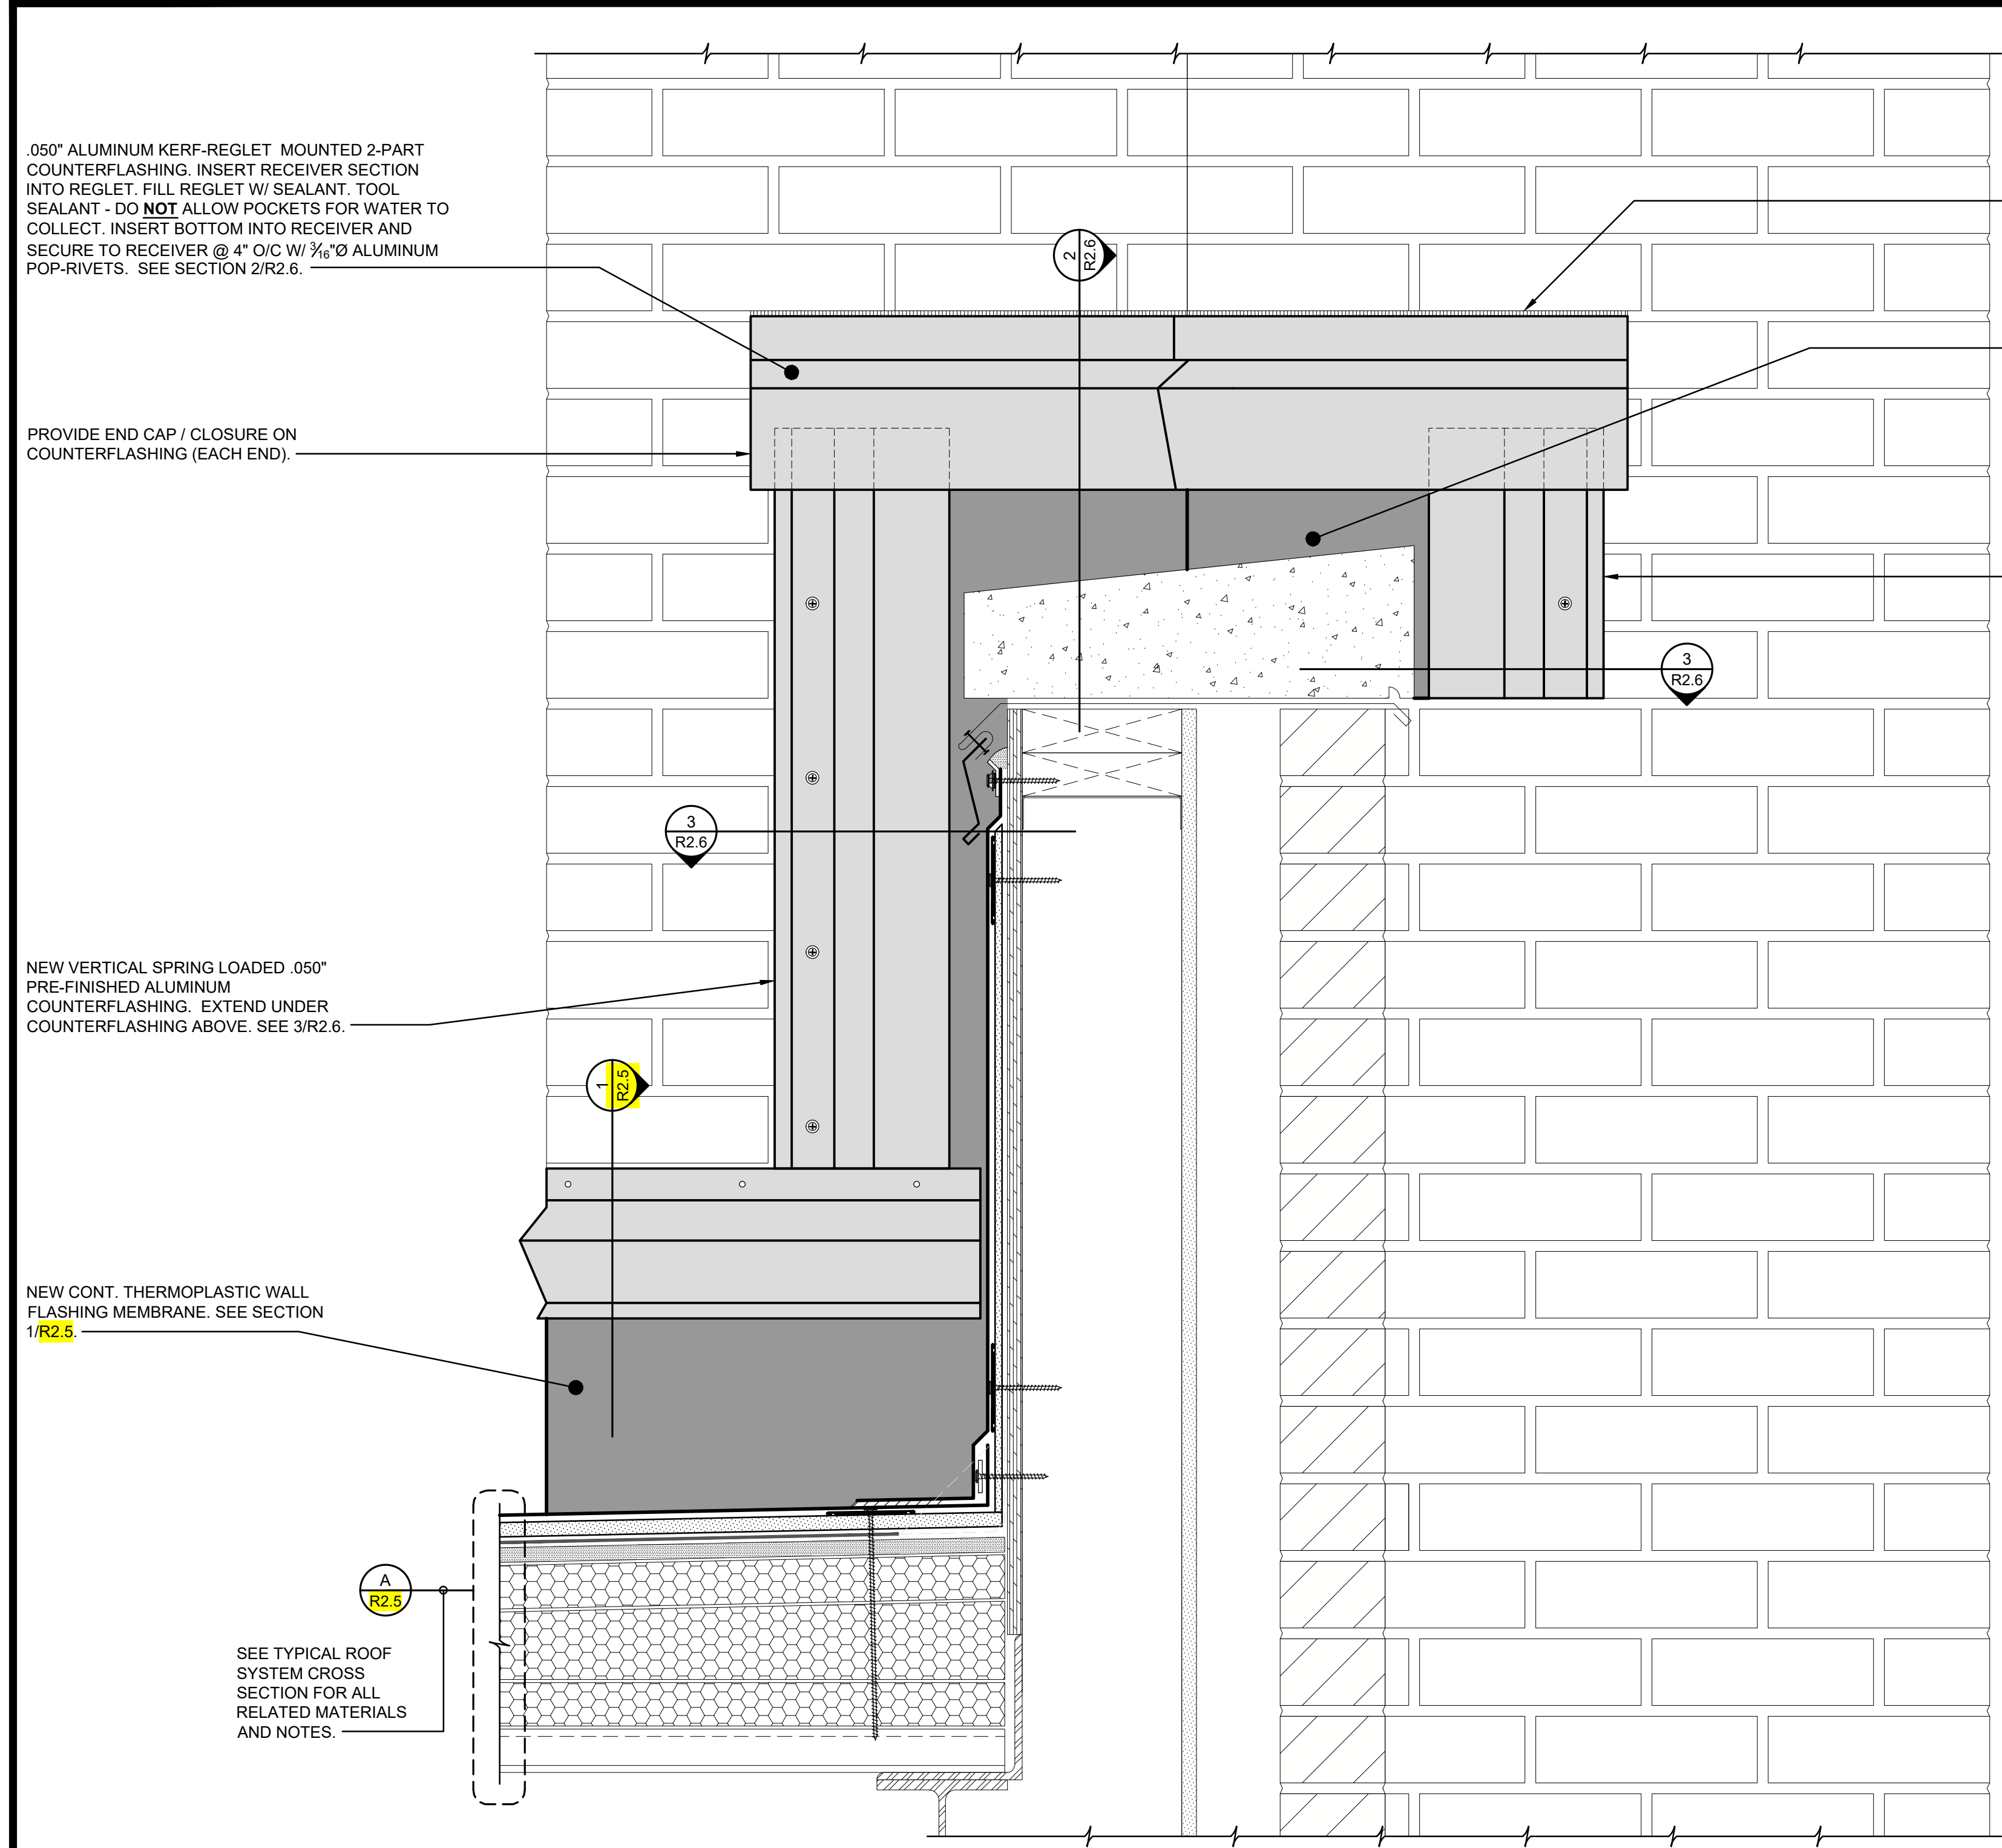 .050" ALUMINUM KERF-REGLET MOUNTED 2-PART
COUNTERFLASHING. INSERT RECEIVER SECTION
INTO REGLET. FILL REGLET W/ SEALANT. TOOL
SEALANT - DO NOT ALLOW POCKETS FOR WATER TO
COLLECT. INSERT BOTTOM INTO RECEIVER AND
SECURE TO RECEIVER @ 4" O/C W/ 3⁄16"Ø ALUMINUM
POP-RIVETS. SEE SECTION 2/R2.6.
2
R2.6
PROVIDE END CAP / CLOSURE ON
COUNTERFLASHING (EACH END).
3
R2.6
3
R2.6
NEW VERTICAL SPRING LOADED .050"
PRE-FINISHED ALUMINUM
COUNTERFLASHING. EXTEND UNDER
COUNTERFLASHING ABOVE. SEE 3/R2.6.
1
R2.5
NEW CONT. THERMOPLASTIC WALL
FLASHING MEMBRANE. SEE SECTION
1/R2.5.
A
R2.5
SEE TYPICAL ROOF
SYSTEM CROSS
SECTION FOR ALL
RELATED MATERIALS
AND NOTES.